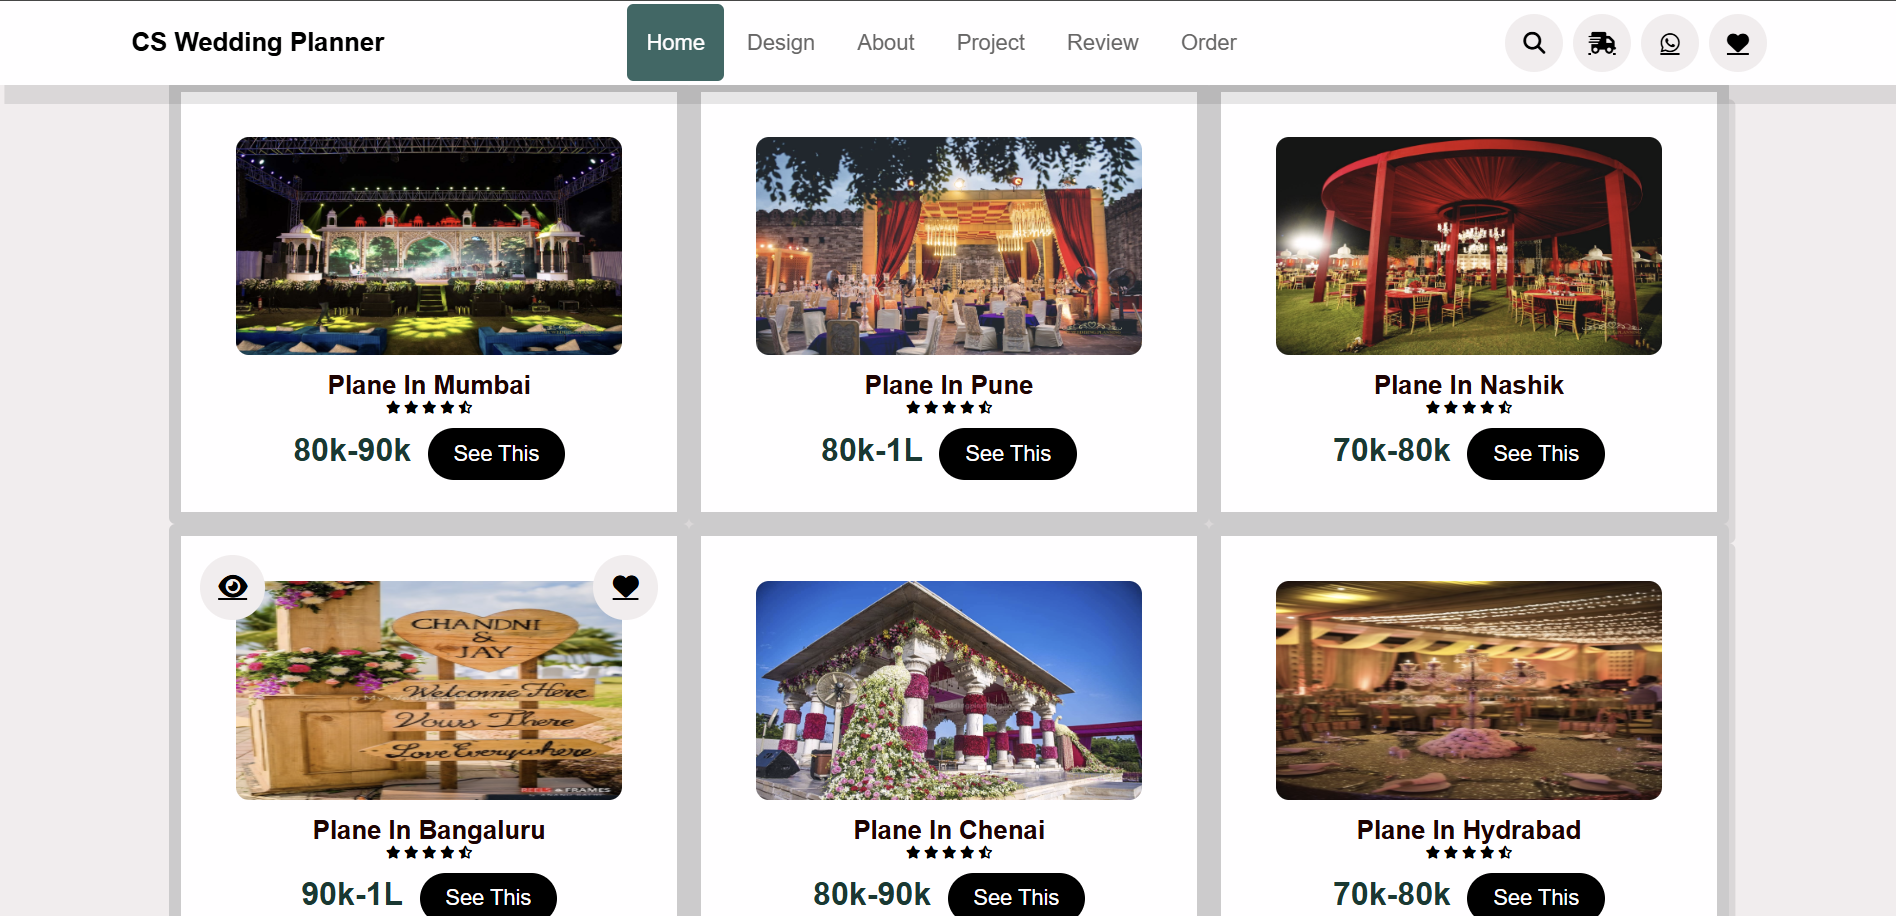 CS Wedding Planner
Home
Design
About
Project
Review
Order
Plane In Mumbai
80k-90k
See This
Plane In Pune
80k-1L
See This
Plane In Nashik
70k-80k
See This
CHANDNI
&
JAY
Welcome Here
Vows There
Love Everywhere
REELS & FRAMES
Plane In Bangaluru
90k-1L
See This
Plane In Chenai
80k-90k
See This
Plane In Hydrabad
70k-80k
See This